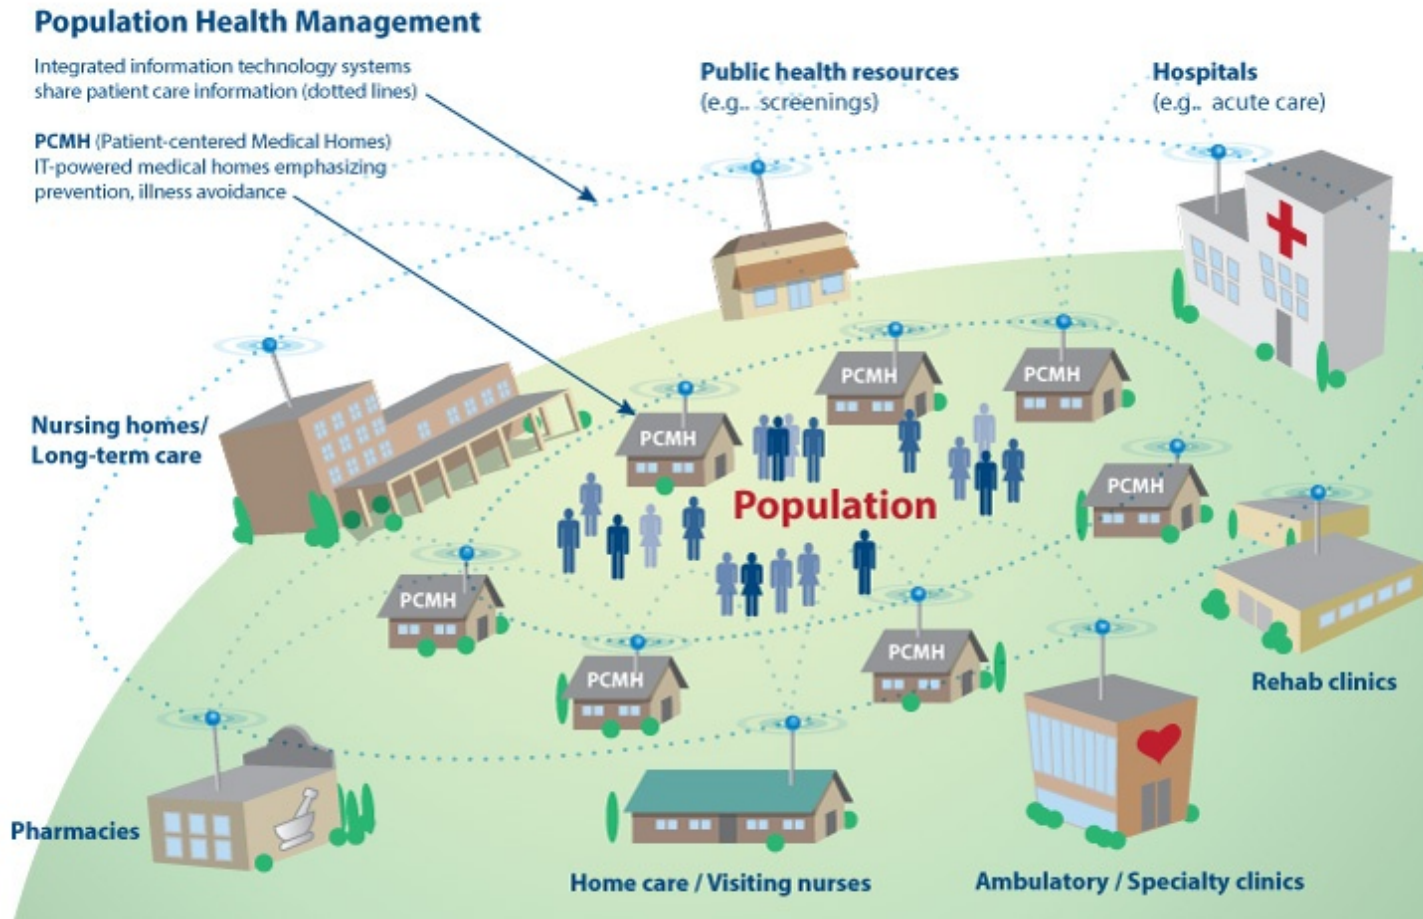 Population Health Management
Integrated information technology systems
share patient care information (dotted lines)
PCMH (Patient-centered Medical Homes)
IT-powered medical homes emphasizing
prevention, illness avoidance
Public health resources
(e.g.. screenings)
Hospitals
(e.g.. acute care)
Nursing homes/
Long-term care
PCMH
PCMH
PCMH
PCMH
Population
PCMH
PCMH
PCMH
Rehab clinics
Pharmacies
Home care / Visiting nurses
Ambulatory / Specialty clinics